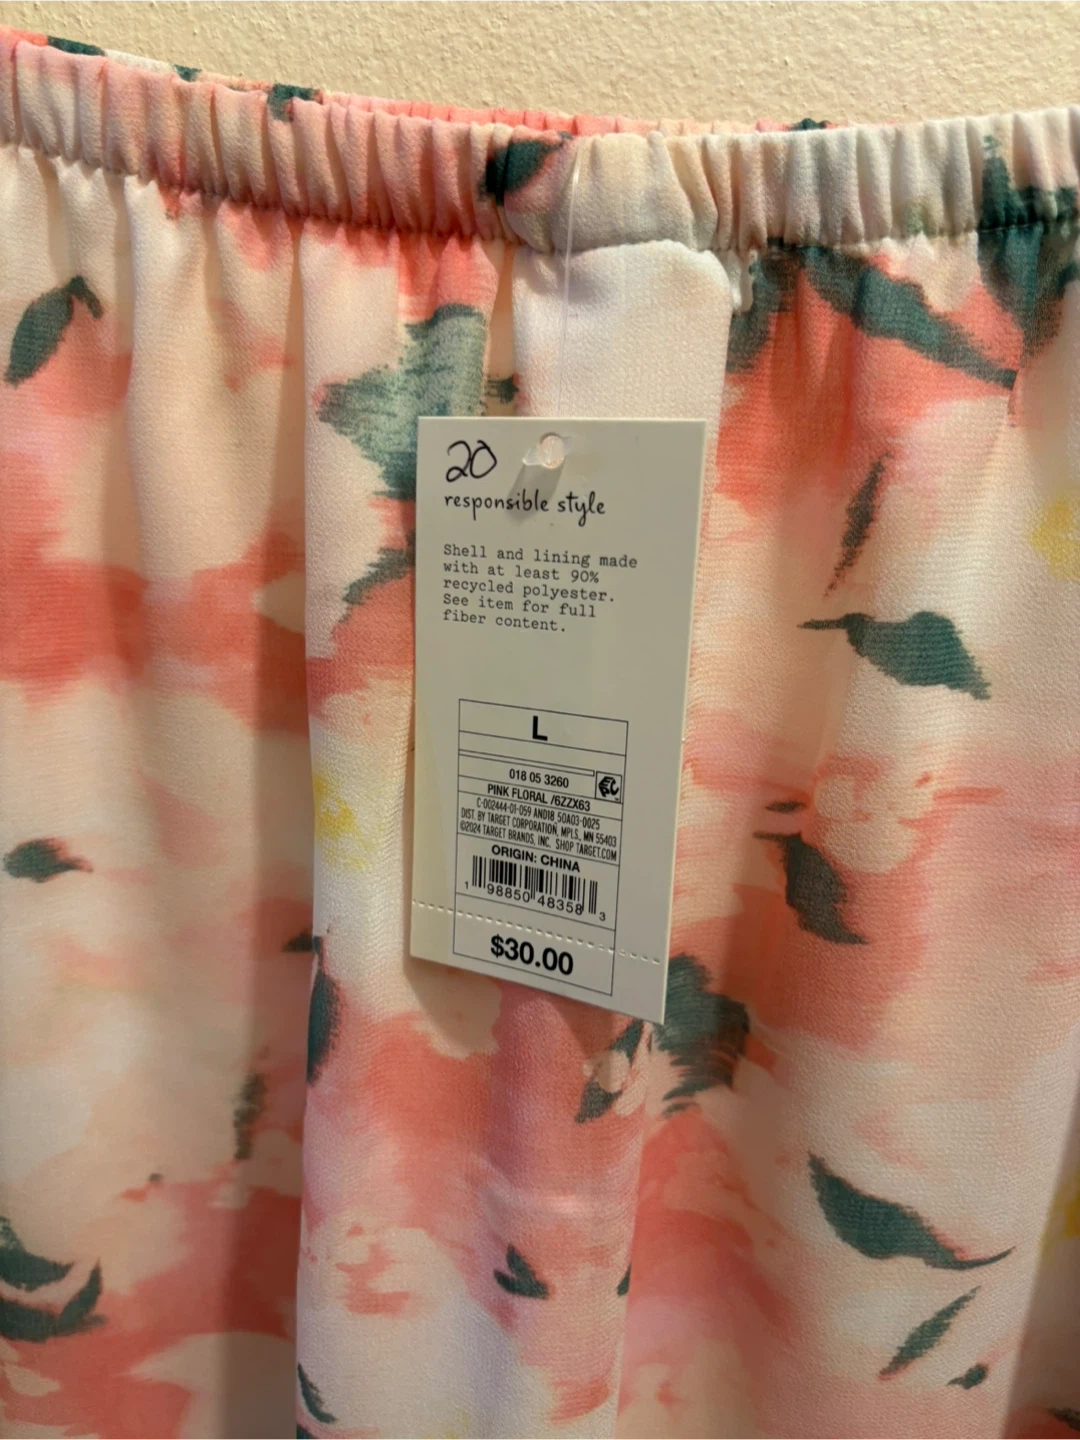 20
responsible style
Shell and lining made
with at least 90%
recycled polyester.
See item for full
fiber content.
L
018 05 3260
PINK FLORAL /6ZZX63
C-002444-01-059 AND18_50A03-0025
DIST. BY TARGET CORPORATION, MPLS, MN 55403
©2024 TARGET BRANDS, INC. SHOP TARGET.COM
ORIGIN: CHINA
1 98850 48358 3
$30.00